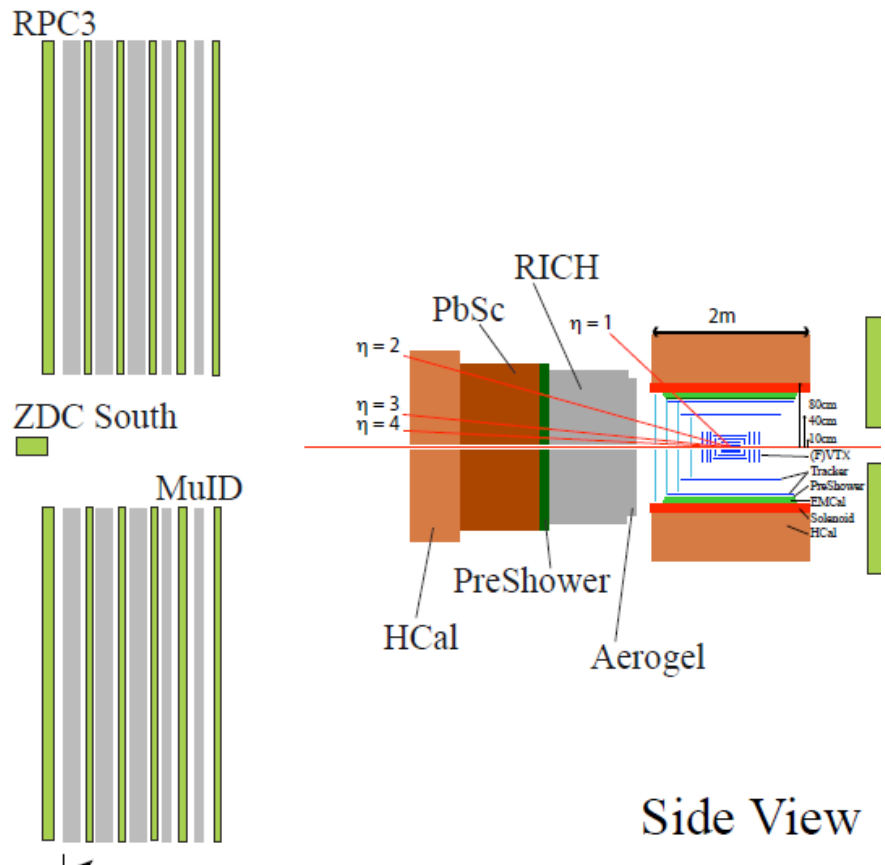 RPC3
RICH
PbSc
η = 1
2m
η = 2
80cm
η = 3
40cm
ZDC South
η = 4
10cm
(F)VTX
Tracker
MuID
PreShower
EMCal
Solenoid
HCal
PreShower
HCal
Aerogel
Side View